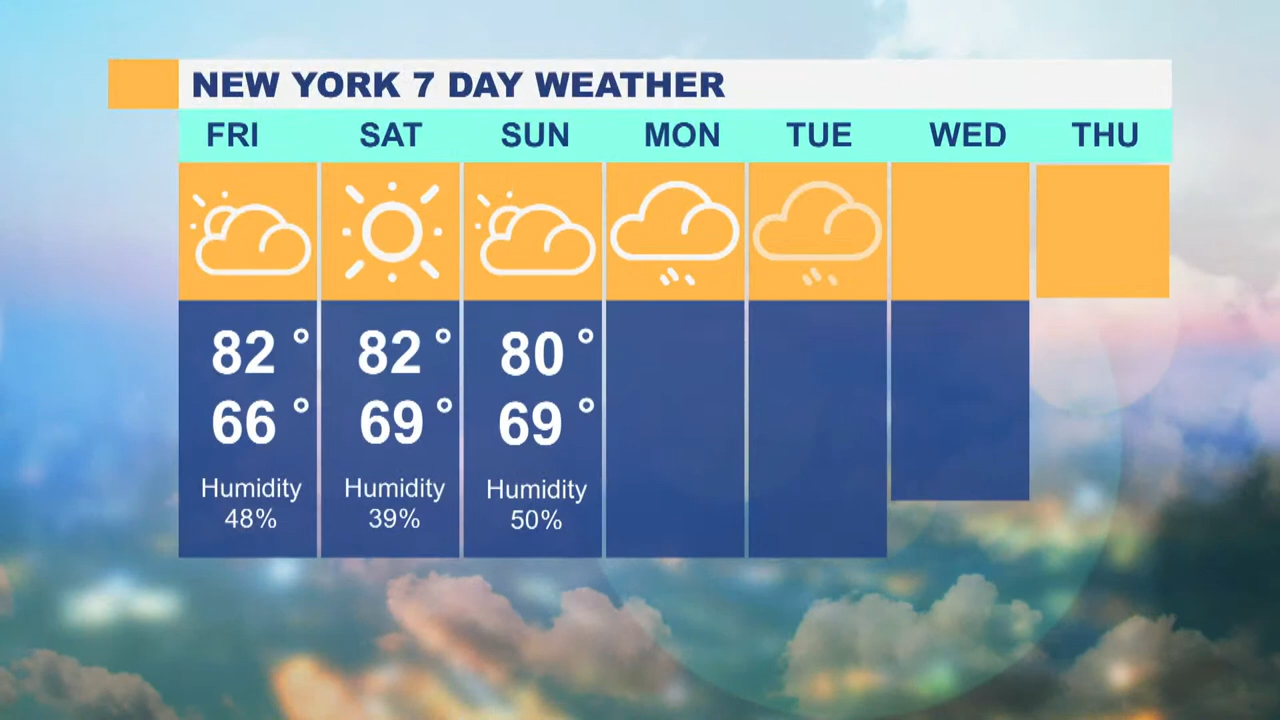 NEW YORK 7 DAY WEATHER
FRI SAT SUN MON TUE WED THU
82° 82° 80°
66° 69° 69°
Humidity Humidity Humidity
48% 39% 50%